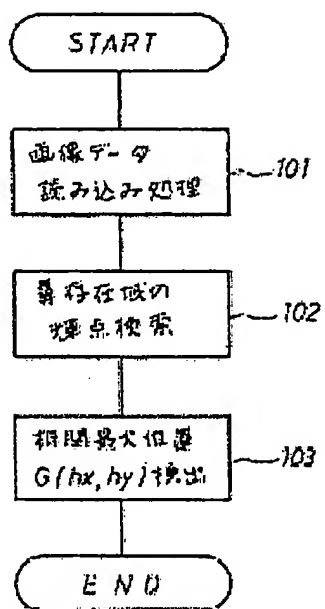 START
画像データ
読み込み処理
101
鼻存在域の
輝点検索
102
相関最大位置
G(hx,hy)検出
103
END